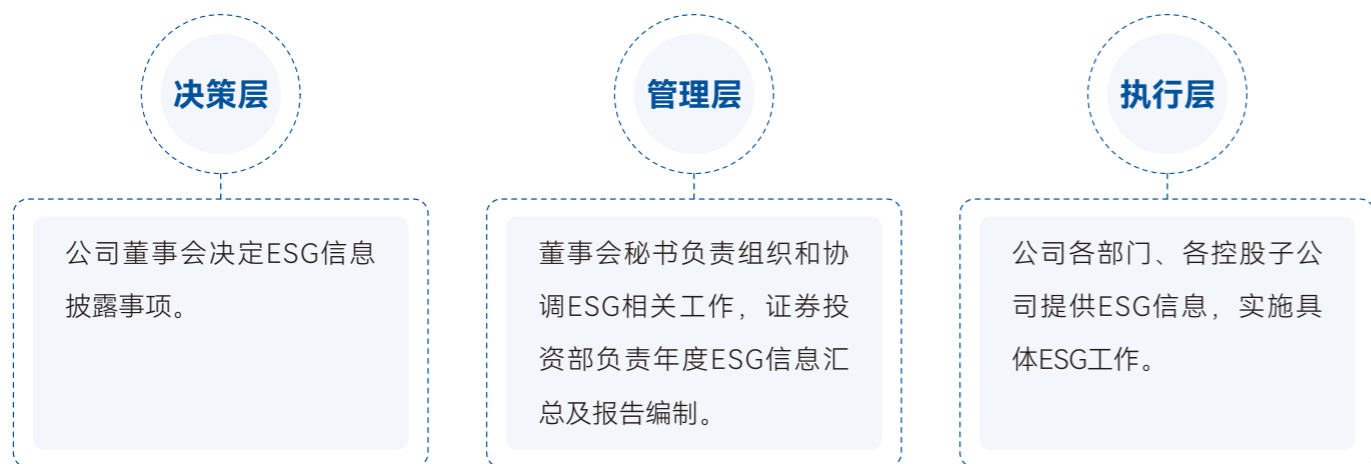 决策层
公司董事会决定ESG信息
披露事项。
管理层
董事会秘书负责组织和协
调ESG相关工作，证券投
资部负责年度ESG信息汇
总及报告编制。
执行层
公司各部门、各控股子公
司提供ESG信息，实施具
体ESG工作。